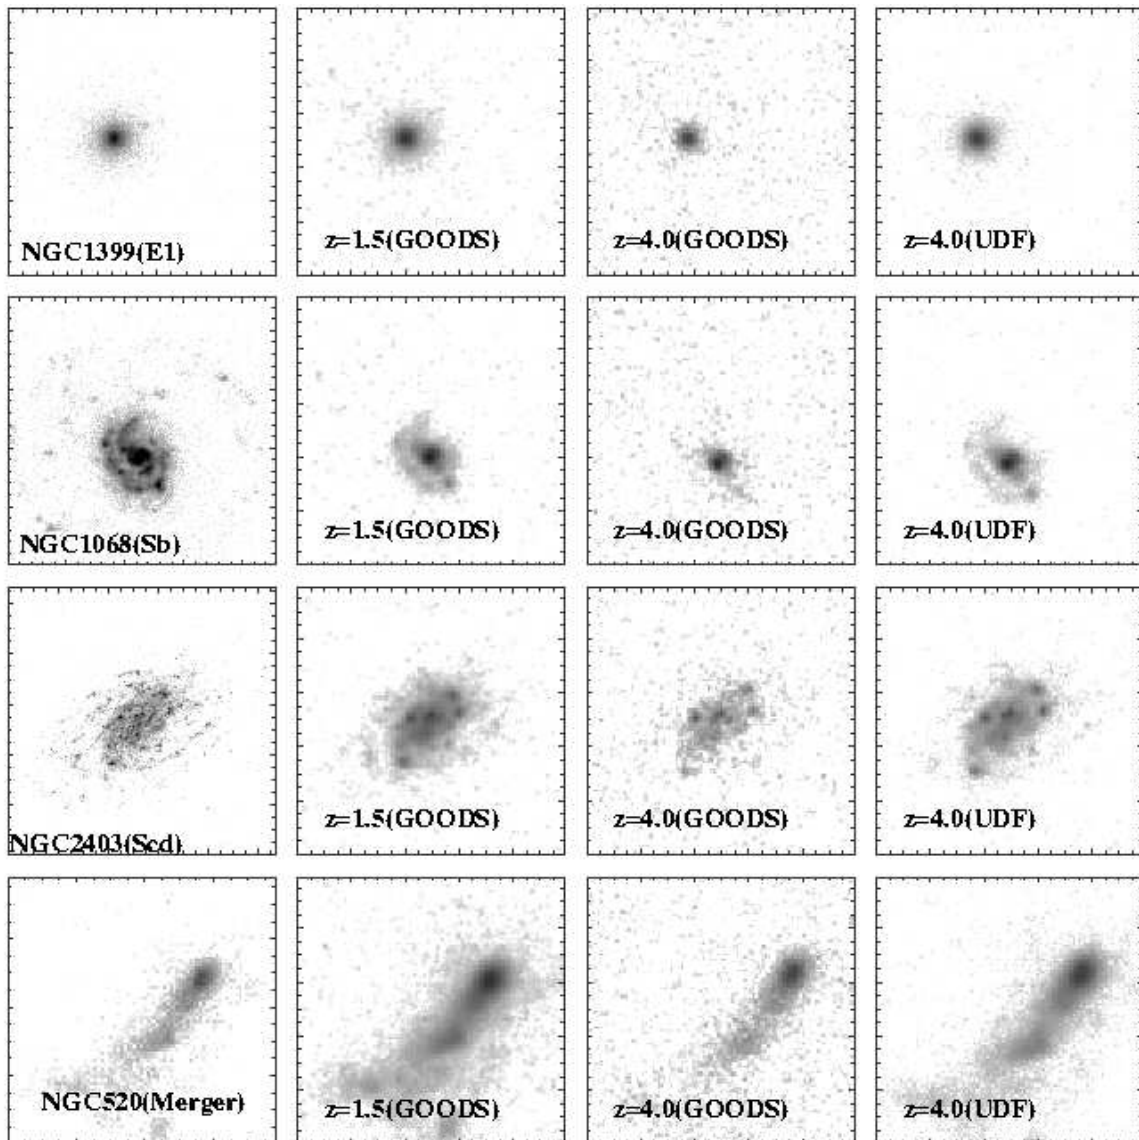 NGC1399(E1)
z=1.5(GOODS)
z=4.0(GOODS)
z=4.0(UDF)
NGC1068(Sb)
z=1.5(GOODS)
z=4.0(GOODS)
z=4.0(UDF)
NGC2403(Scd)
z=1.5(GOODS)
z=4.0(GOODS)
z=4.0(UDF)
NGC520(Merger)
z=1.5(GOODS)
z=4.0(GOODS)
z=4.0(UDF)